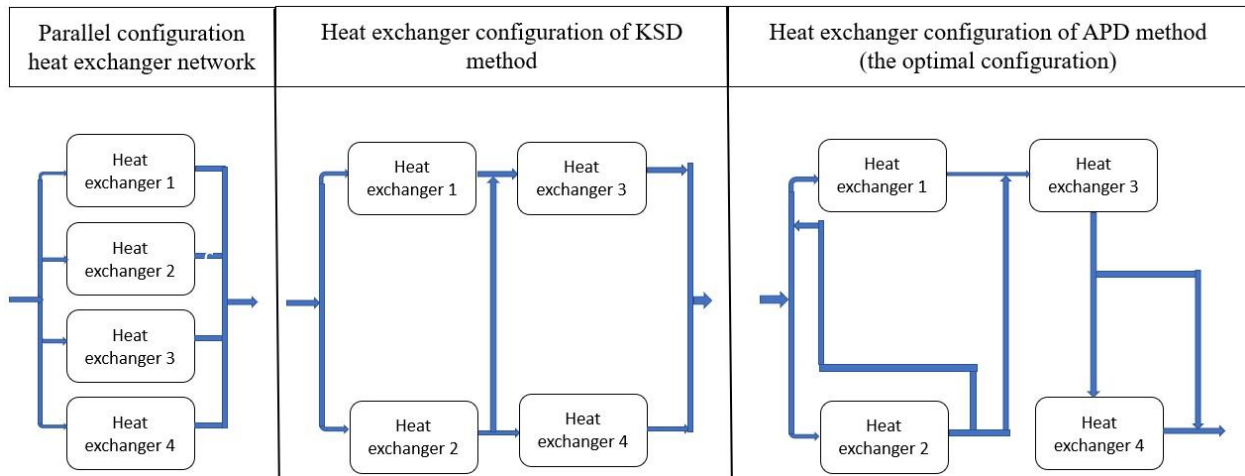 Parallel configuration
heat exchanger network
Heat exchanger configuration of KSD
method
Heat exchanger configuration of APD method
(the optimal configuration)
Heat
exchanger 1
Heat
exchanger 2
Heat
exchanger 3
Heat
exchanger 4
Heat
exchanger 1
Heat
exchanger 3
Heat
exchanger 2
Heat
exchanger 4
Heat
exchanger 1
Heat
exchanger 3
Heat
exchanger 2
Heat
exchanger 4